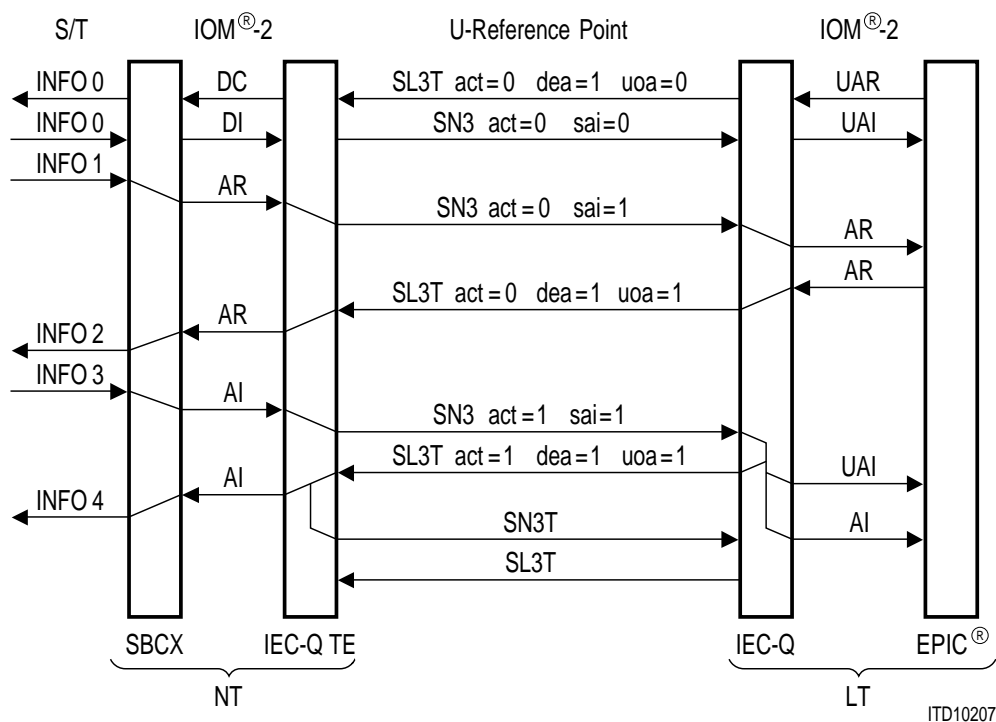 S/T IOM®-2 U-Reference Point IOM®-2
INFO 0 DC SL3T act = 0 dea = 1 uoa = 0 UAR
INFO 0 DI SN3 act = 0 sai = 0 UAI
INFO 1
AR
SN3 act = 0 sai = 1
AR
AR
SL3T act = 0 dea = 1 uoa = 1
AR
INFO 2
INFO 3
AI
SN3 act = 1 sai = 1
SL3T act = 1 dea = 1 uoa = 1
UAI
AI
INFO 4
SN3T AI
SL3T
SBCX IEC-Q TE IEC-Q EPIC®
NT LT
ITD10207